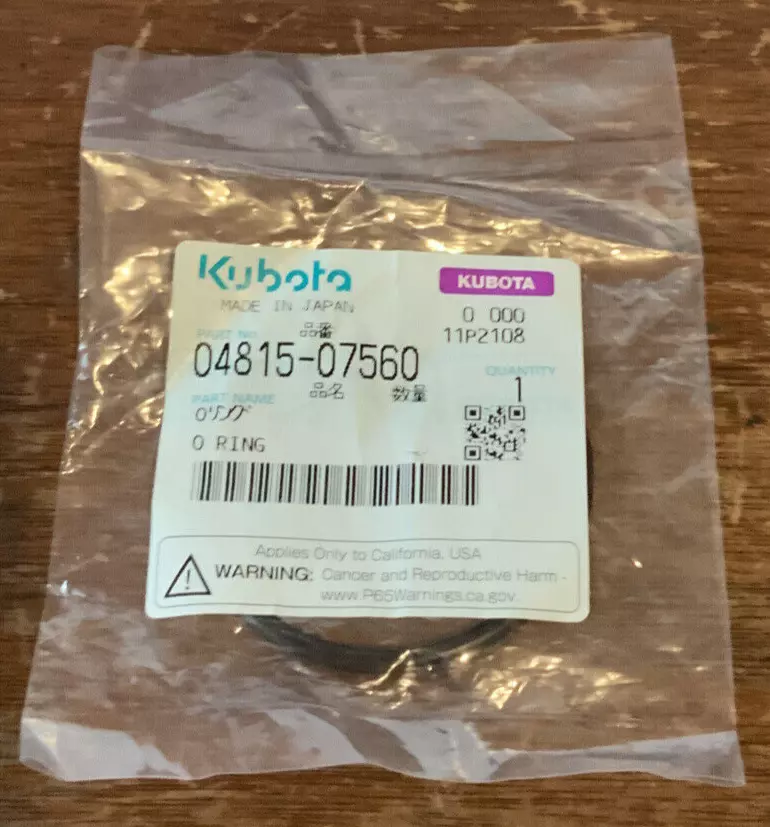 Kubota
KUBOTA
MADE IN JAPAN
0 000
11P2108
PART NO. 品番
04815-07560
QUANTITY
品名 数量 1
PART NAME
Oリング
O RING
Applies Only to California, USA
WARNING: Cancer and Reproductive Harm -
www.P65Warnings.ca.gov